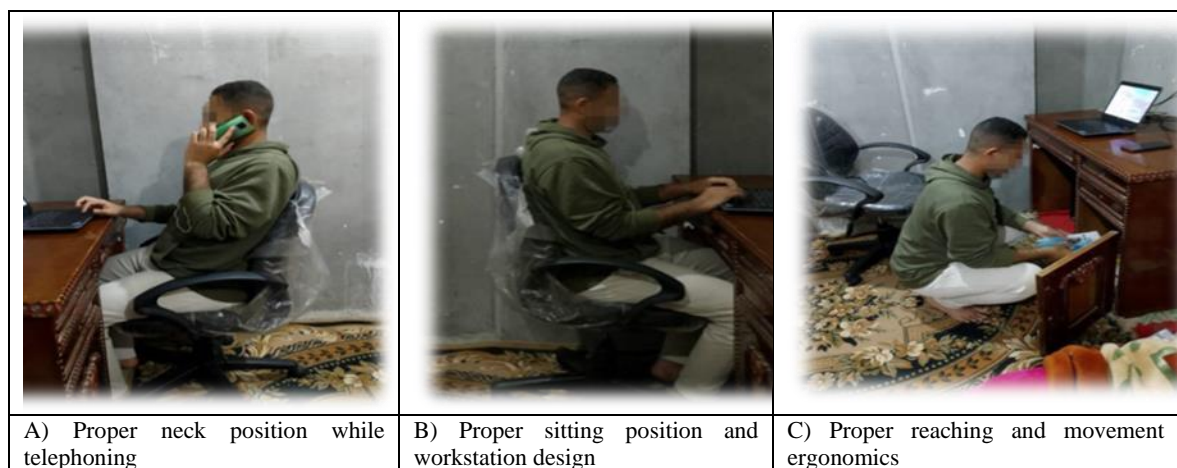 A) Proper neck position while
telephoning
B) Proper sitting position and
workstation design
C) Proper reaching and movement
ergonomics